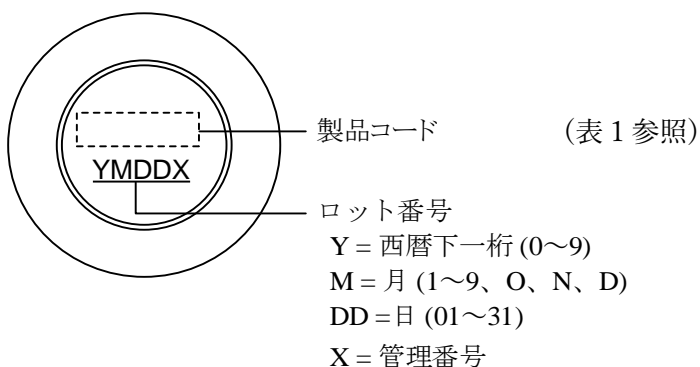 製品コード (表1参照)
YMDDX
ロット番号
Y = 西暦下一桁 (0～9)
M = 月 (1～9、O、N、D)
DD =日 (01～31)
X = 管理番号